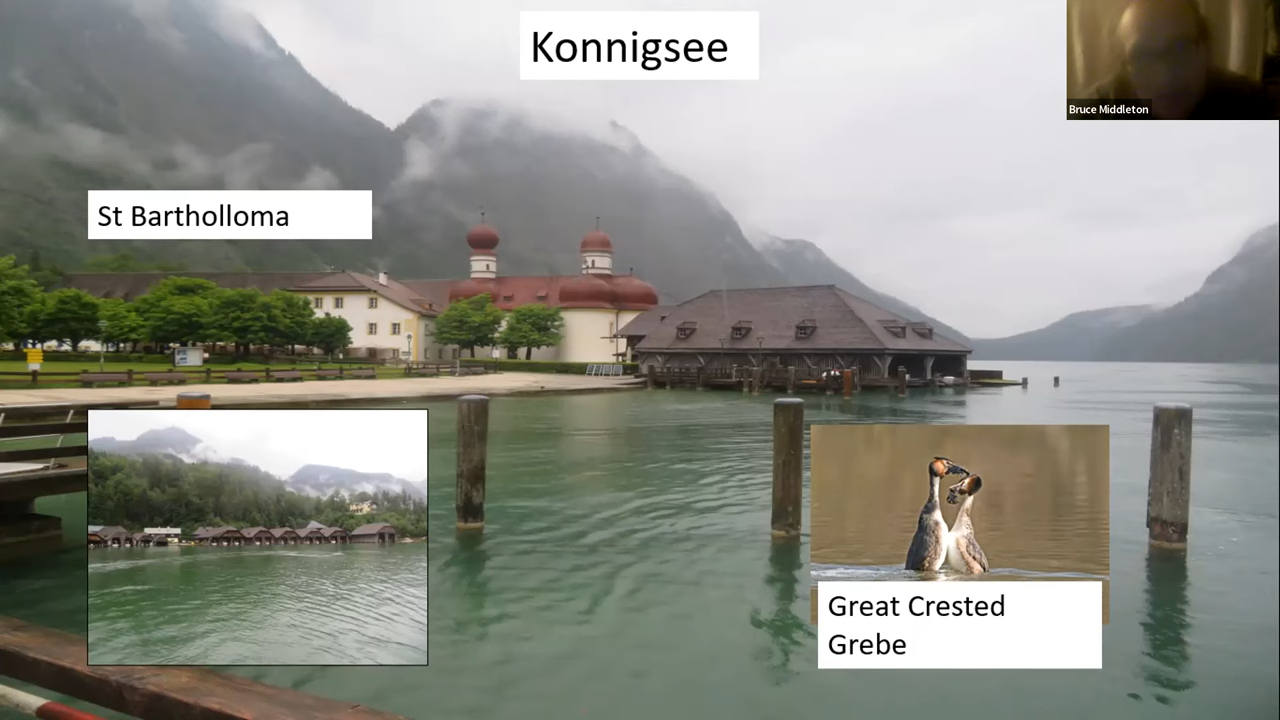 Konnigsee
Bruce Middleton
St Bartholloma
Great Crested
Grebe